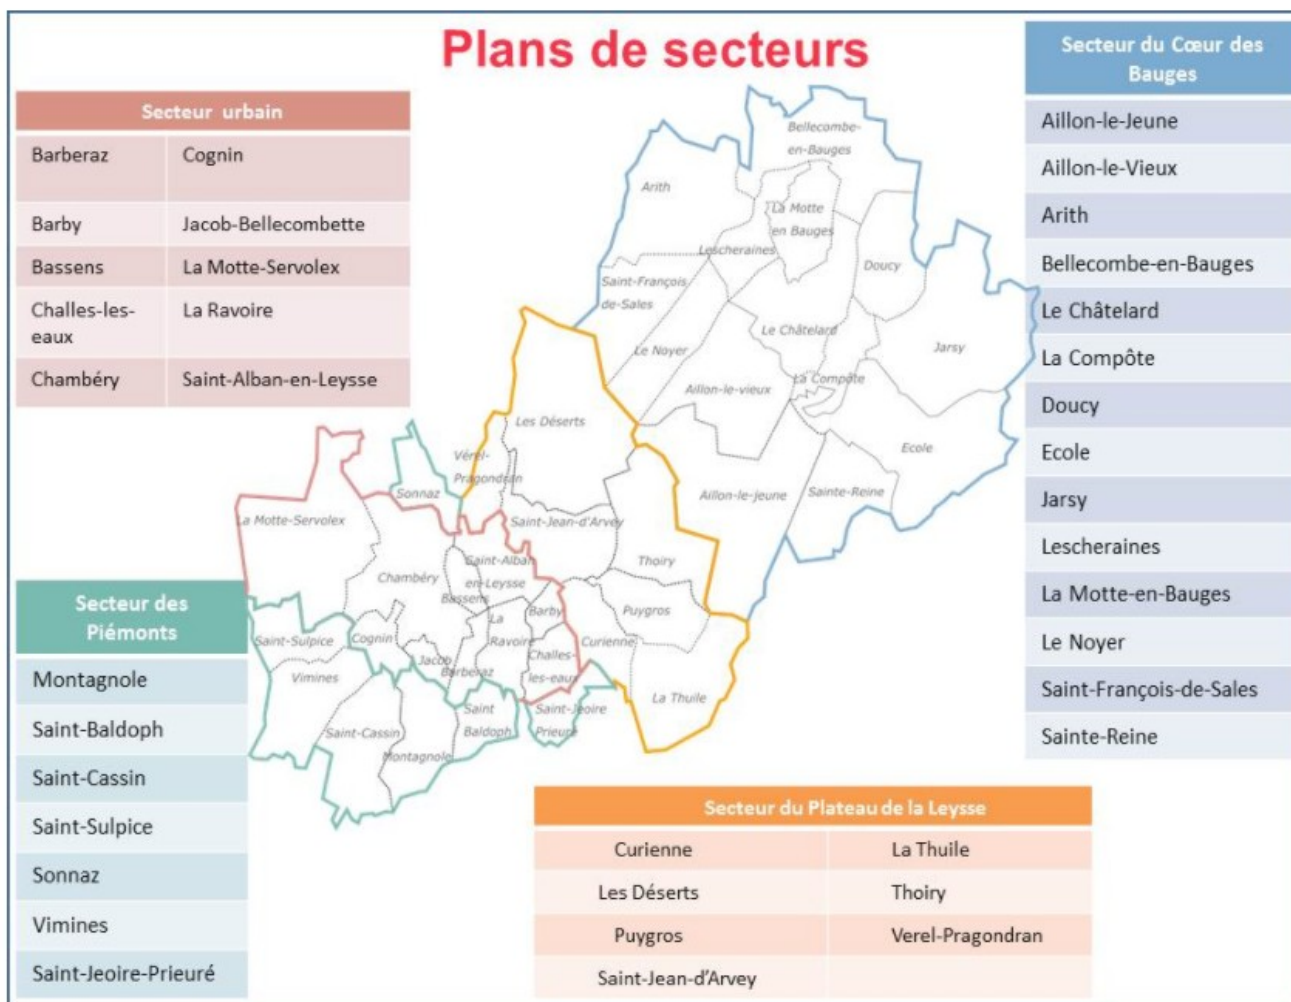 Plans de secteurs
Secteur urbain
Barberaz Cognin
Barby Jacob-Bellecombette
Bassens La Motte-Servolex
Challes-les-
eaux
La Ravoire
Chambéry Saint-Alban-en-Leysse
Secteur du Cœur des
Bauges
Aillon-le-Jeune
Aillon-le-Vieux
Arith
Bellecombe-en-Bauges
Le Châtelard
La Compôte
Doucy
Ecole
Jarsy
Lescheraines
La Motte-en-Bauges
Le Noyer
Saint-François-de-Sales
Sainte-Reine
Bellecombe-
en-Bauges
Arith
La Motte
en Bauges
Lescheraines
Doucy
Saint-François
de-Sales
Le Châtelard
Le Noyer
Jarsy
La Compôte
Aillon-le-vieux
Les Déserts
Ecole
Vérel-
Pragondran
Sonnaz
Aillon-le-jeune
Sainte-Reine
La Motte-Servolex
Saint-Jean-d'Arvey
Saint-Alban
en-Leysse
Thoiry
Chambéry
Bassens
Barby
Puygros
La
Ravoire
Saint-Sulpice
Cognin
Curienne
Jacob
Barberaz
Challes-
les-eaux
Vimines
La Thuile
Saint
Baldoph
Saint-Jeoire
Prieuré
Saint-Cassin
Montagnole
Secteur des
Piémonts
Montagnole
Saint-Baldoph
Saint-Cassin
Saint-Sulpice
Sonnaz
Vimines
Saint-Jeoire-Prieuré
Secteur du Plateau de la Leysse
Curienne La Thuile
Les Déserts Thoiry
Puygros Verel-Pragondran
Saint-Jean-d’Arvey